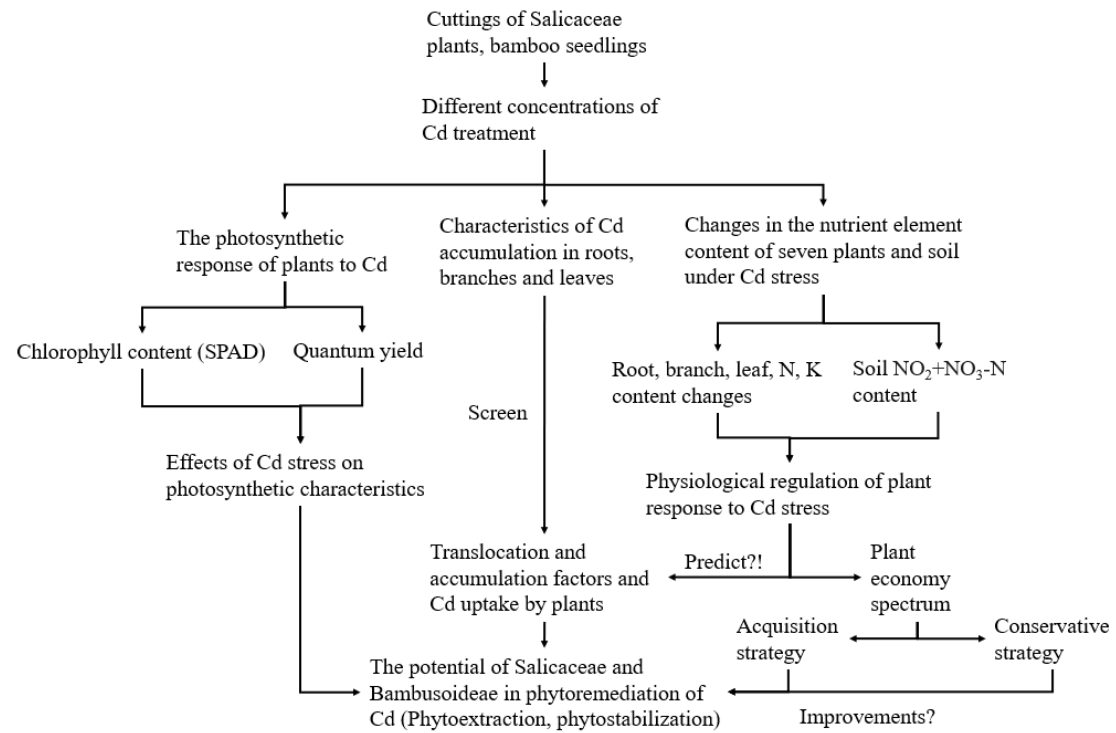 Cuttings of Salicaceae
plants, bamboo seedlings
Different concentrations of
Cd treatment
The photosynthetic
response of plants to Cd
Characteristics of Cd
accumulation in roots,
branches and leaves
Changes in the nutrient element
content of seven plants and soil
under Cd stress
Chlorophyll content (SPAD)
Quantum yield
Root, branch, leaf, N, K
content changes
Soil NO₂+NO₃-N
content
Screen
Effects of Cd stress on
photosynthetic characteristics
Physiological regulation of plant
response to Cd stress
Translocation and
accumulation factors and
Cd uptake by plants
Predict?!
Plant
economy
spectrum
Acquisition
strategy
Conservative
strategy
The potential of Salicaceae and
Bambusoideae in phytoremediation of
Cd (Phytoextraction, phytostabilization)
Improvements?